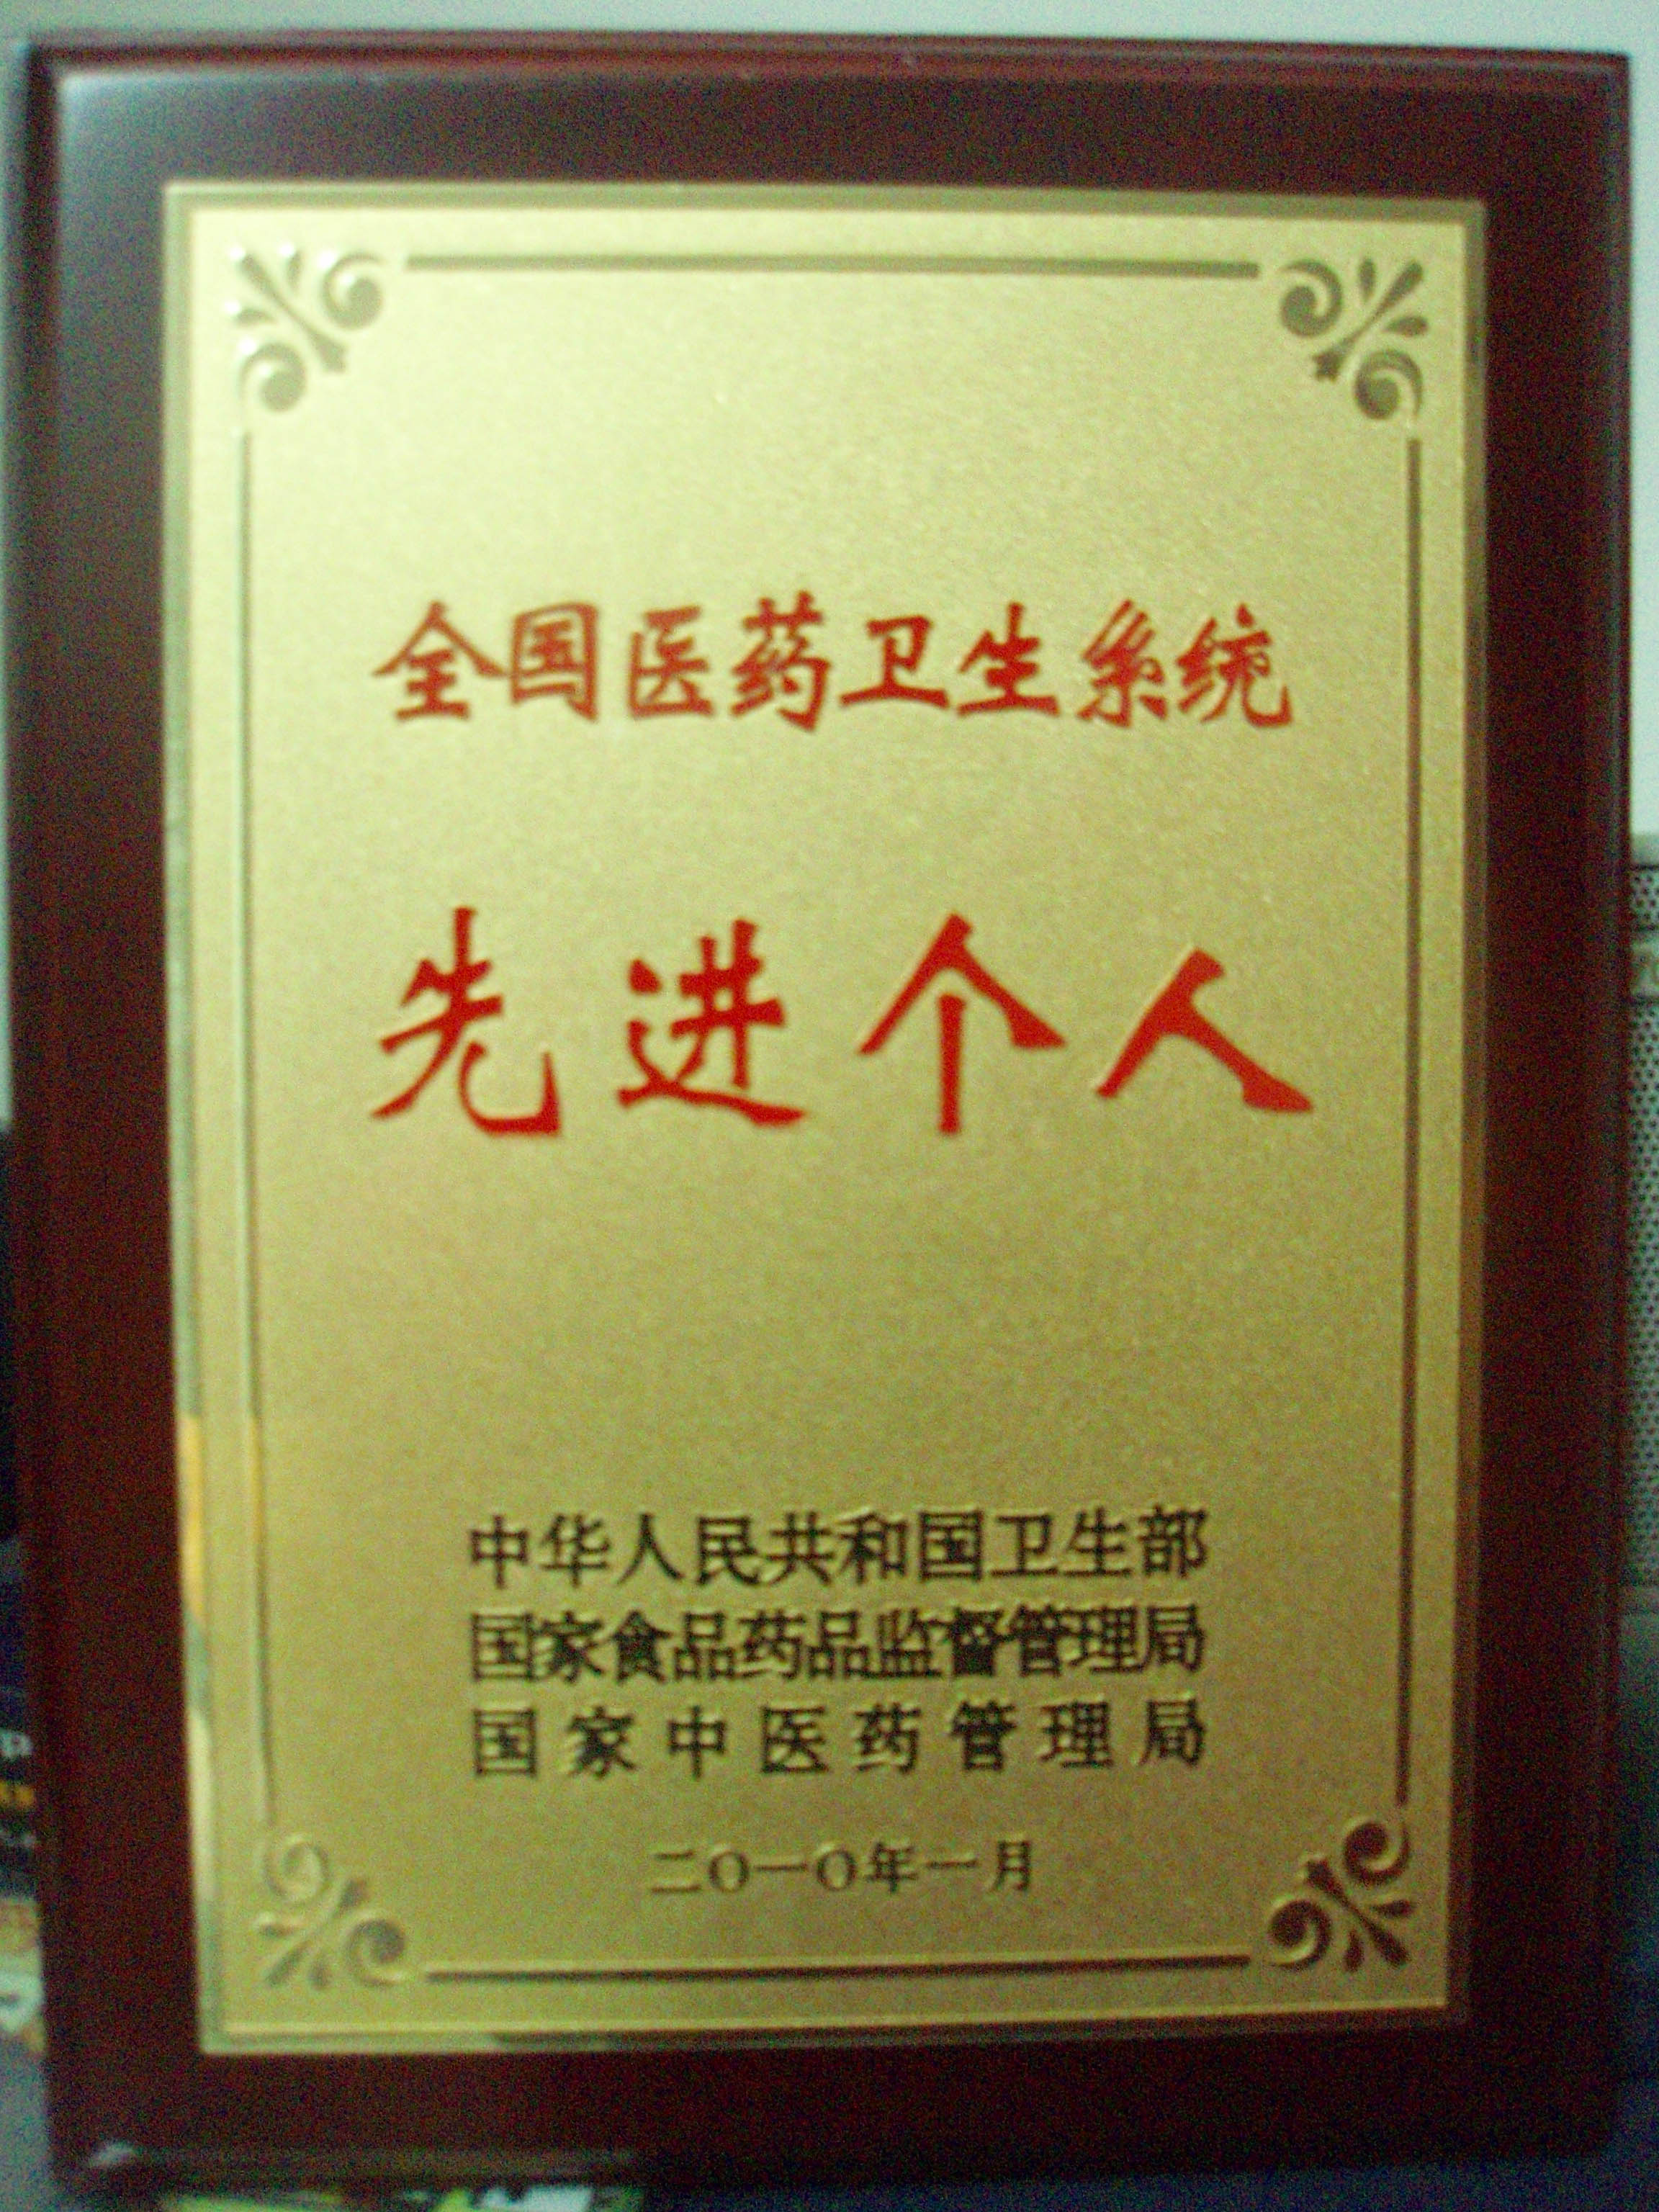 全国医药卫生系统
先进个人
中华人民共和国卫生部
国家食品药品监督管理局
国家中医药管理局
二〇一〇年一月